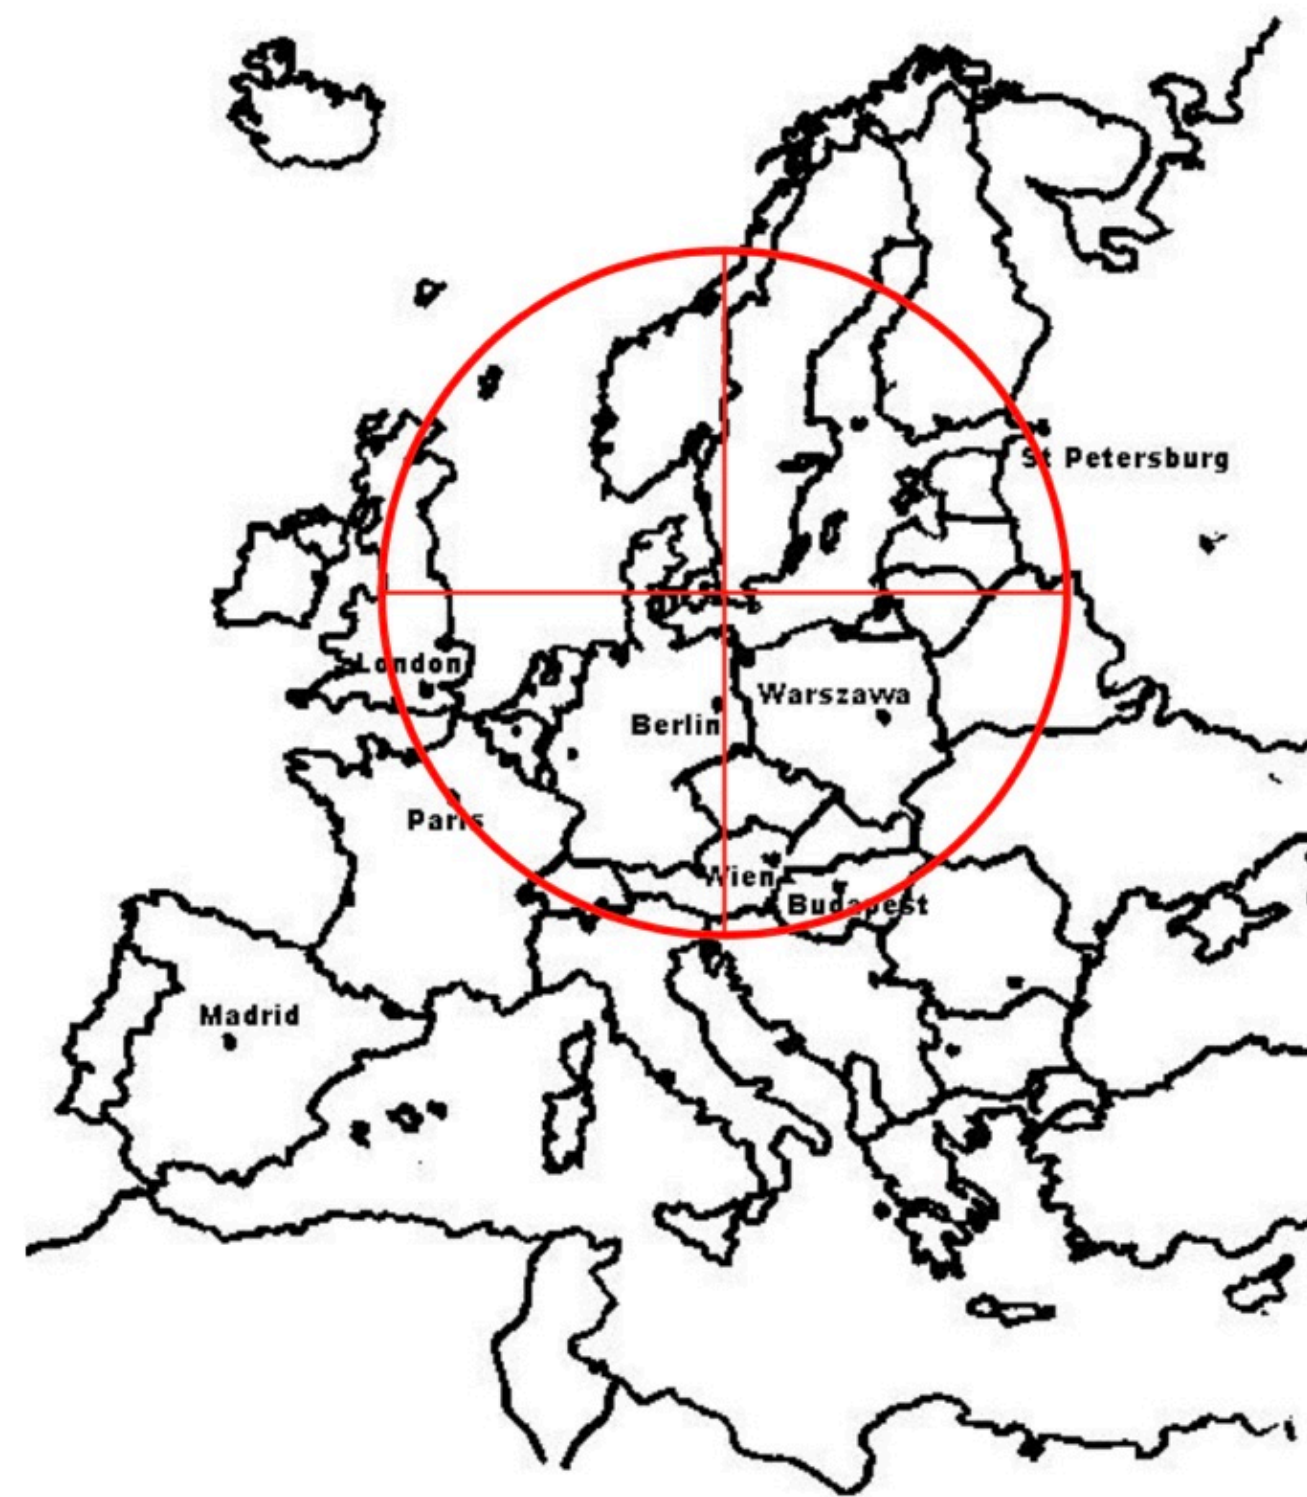 St Petersburg
London
Warszawa
Berlin
Paris
Wien
Budapest
Madrid